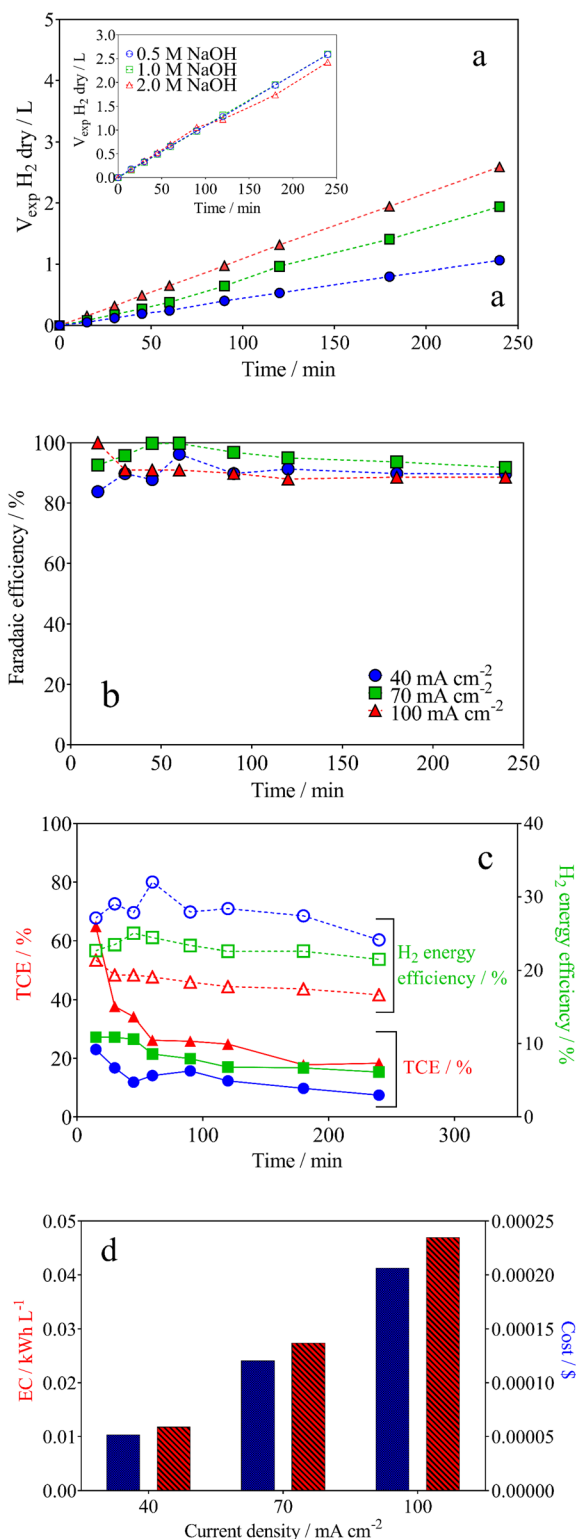 a
0.5 M NaOH
1.0 M NaOH
2.0 M NaOH
V_exp H₂ dry / L
3.0
2.5
2.0
1.5
1.0
0.5
0.0
0 50 100 150 200 250
Time / min
V_exp H₂ dry / L
5
4
3
2
1
0
a
0 50 100 150 200 250
Time / min
Faradaic efficiency / %
100
80
60
40
20
0
b
40 mA cm⁻²
70 mA cm⁻²
100 mA cm⁻²
0 50 100 150 200 250
Time / min
TCE / %
100
80
60
40
20
0
c
H₂ energy
efficiency / %
TCE / %
40
30
20
10
0
H₂ energy efficiency / %
0 100 200 300
Time / min
EC / kWh L⁻¹
0.05
0.04
0.03
0.02
0.01
0.00
d
0.00025
0.00020
0.00015
0.00010
0.00005
0.00000
Cost / $
40 70 100
Current density / mA cm⁻²